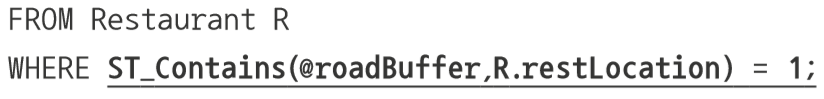 FROM Restaurant R
WHERE ST_Contains(@roadBuffer,R.restLocation) = 1;